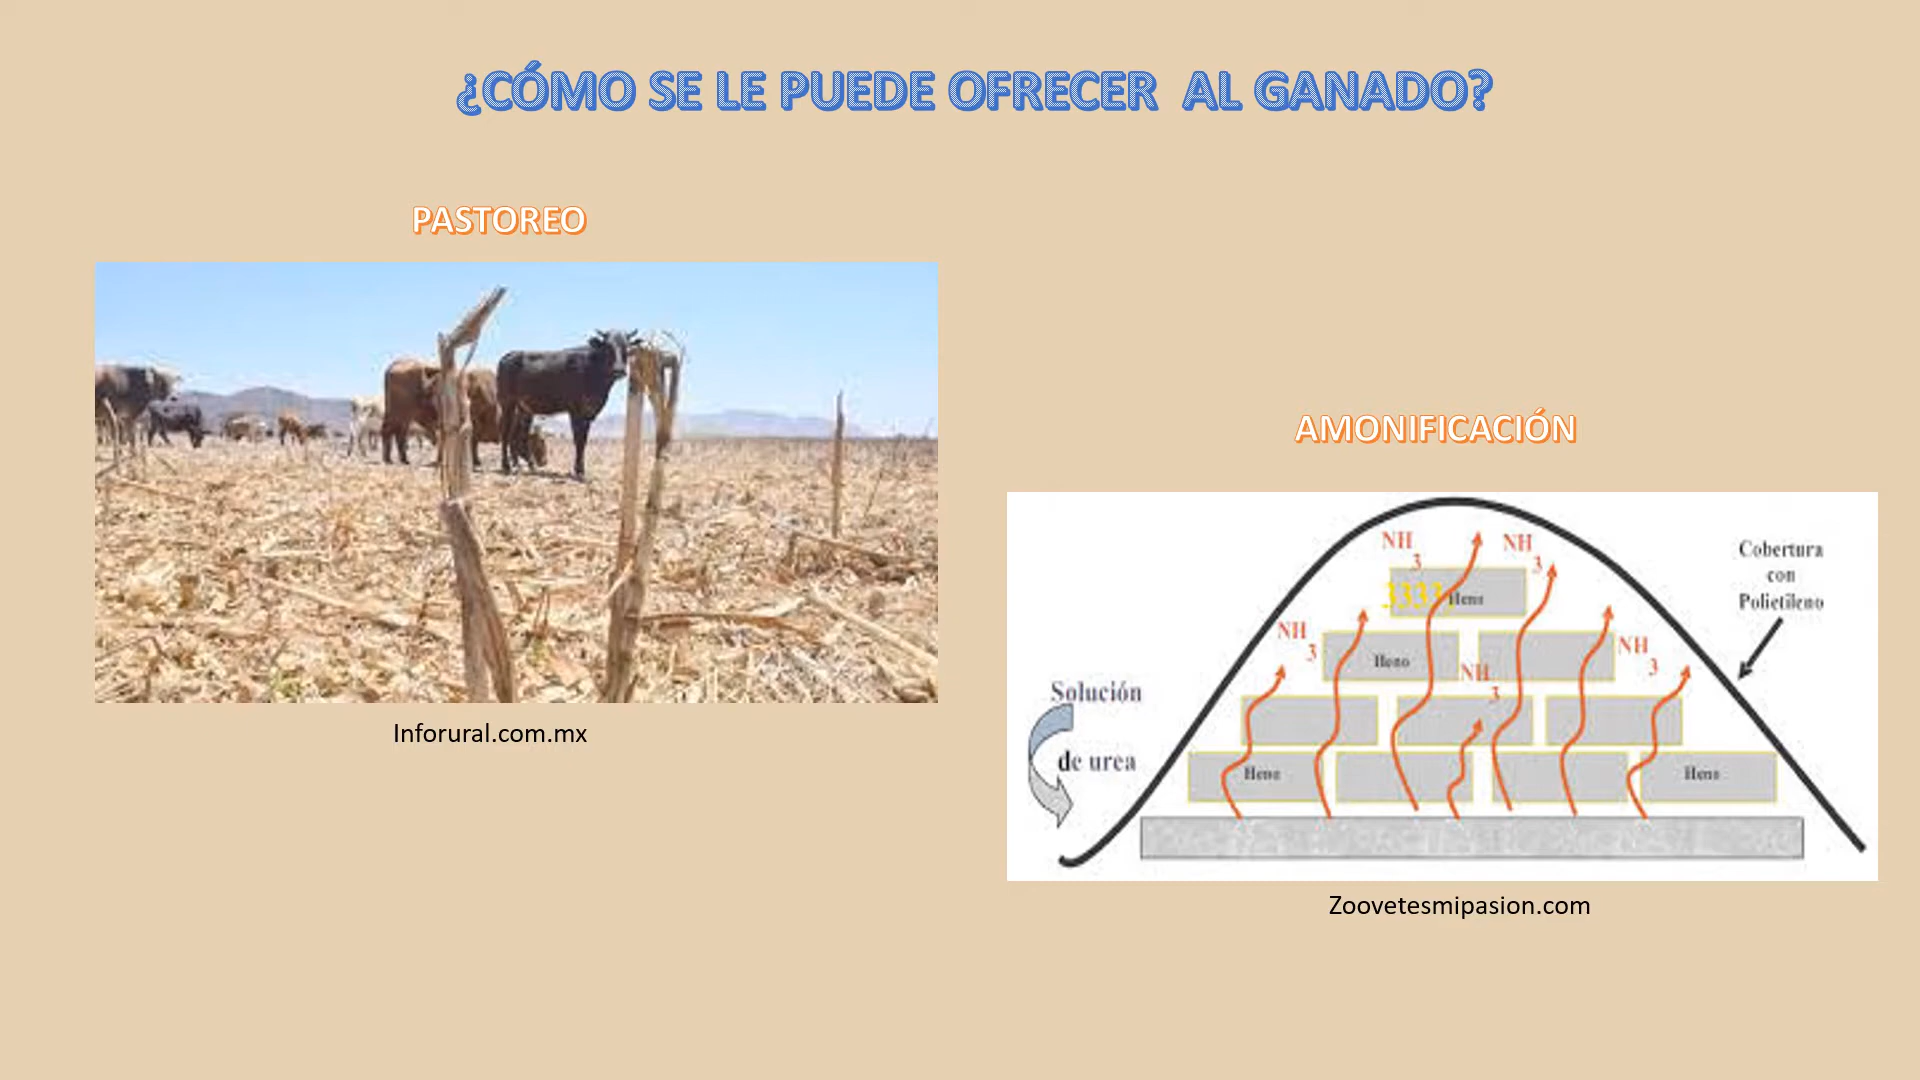 ¿CÓMO SE LE PUEDE OFRECER AL GANADO?
PASTOREO
Inforural.com.mx
AMONIFICACIÓN
NH
3
NH
3
3333
Heno
NH
3
Heno
NH
3
NH
3
Cobertura
con
Polietileno
Solución
de urea
Heno
Heno
Zoovetesmipasion.com